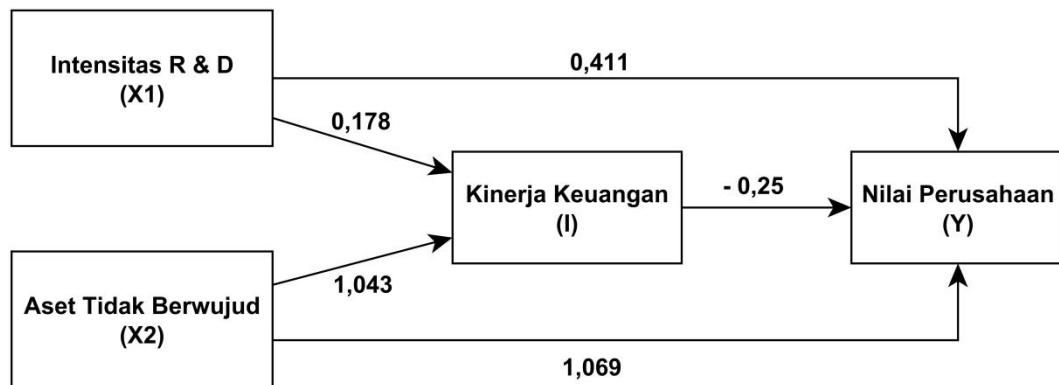 Intensitas R & D
(X1)
0,411
0,178
Kinerja Keuangan
(I)
- 0,25
Nilai Perusahaan
(Y)
Aset Tidak Berwujud
(X2)
1,043
1,069